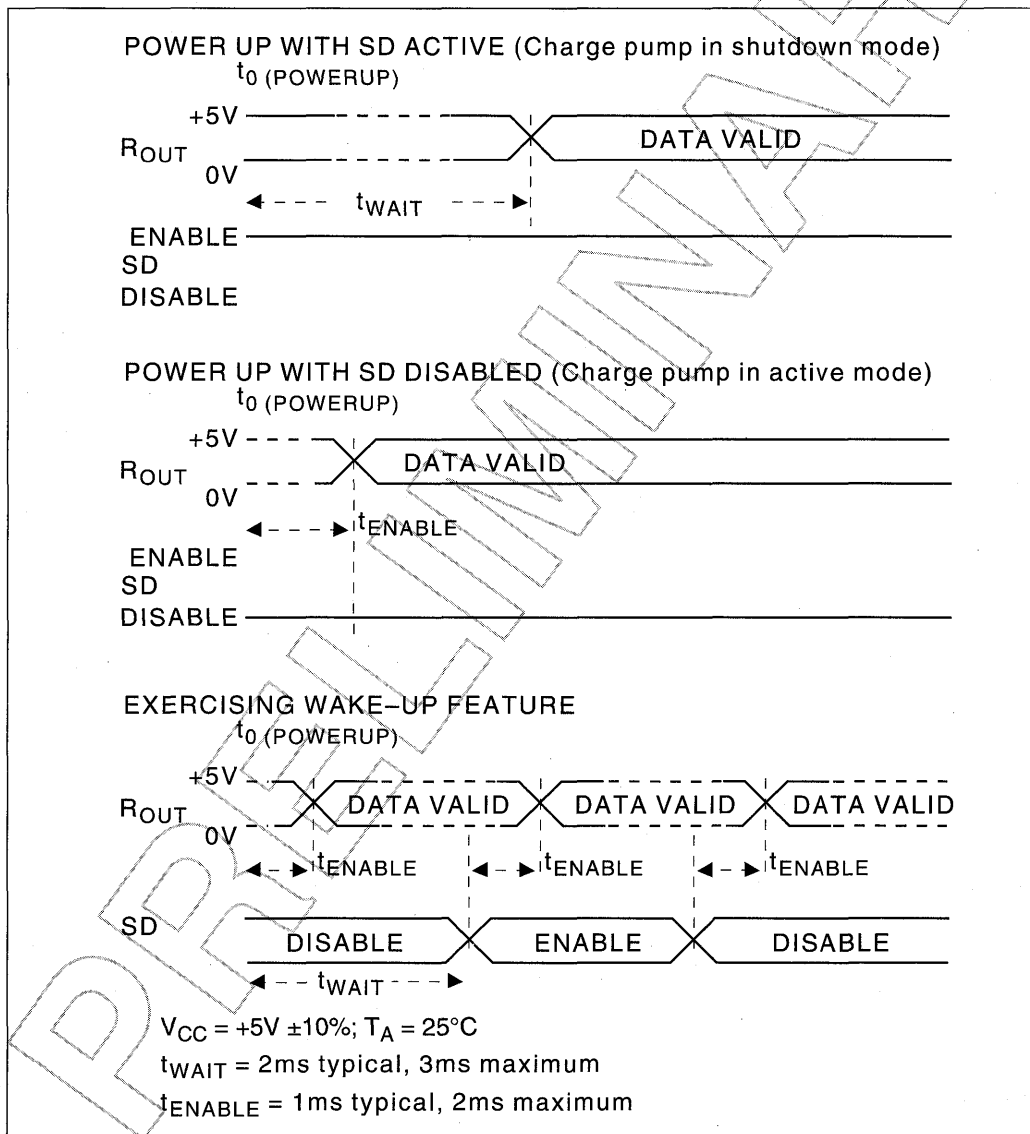 POWER UP WITH SD ACTIVE (Charge pump in shutdown mode)
t0 (POWERUP)
+5V
ROUT
DATA VALID
0V
tWAIT
ENABLE
SD
DISABLE
POWER UP WITH SD DISABLED (Charge pump in active mode)
t0 (POWERUP)
+5V
ROUT
DATA VALID
0V
tENABLE
ENABLE
SD
DISABLE
EXERCISING WAKE–UP FEATURE
t0 (POWERUP)
+5V
ROUT
DATA VALID DATA VALID DATA VALID
0V
tENABLE tENABLE tENABLE
SD
DISABLE ENABLE DISABLE
tWAIT
VCC = +5V ±10%; TA = 25°C
tWAIT = 2ms typical, 3ms maximum
tENABLE = 1ms typical, 2ms maximum
PRELIMINA